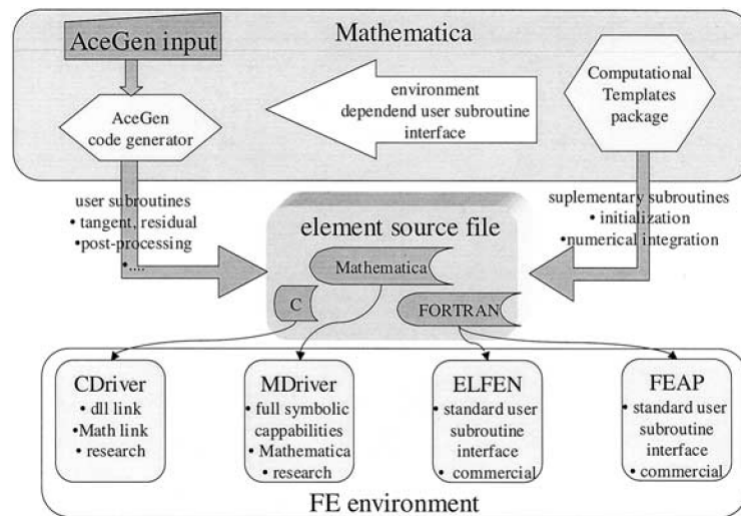 AceGen input
Mathematica
AceGen
code generator
environment
dependend user subroutine
interface
Computational
Templates
package
user subroutines
• tangent, residual
•post-processing
•....
element source file
Mathematica
C
FORTRAN
suplementary subroutines
• initialization
•numerical integration
CDriver
• dll link
•Math link
• research
MDriver
• full symbolic
cappabilities
• Mathematica
• research
ELFEN
• standard user
subroutine
interface
• commercial
FEAP
• standard user
subroutine
interface
• commercial
FE environment